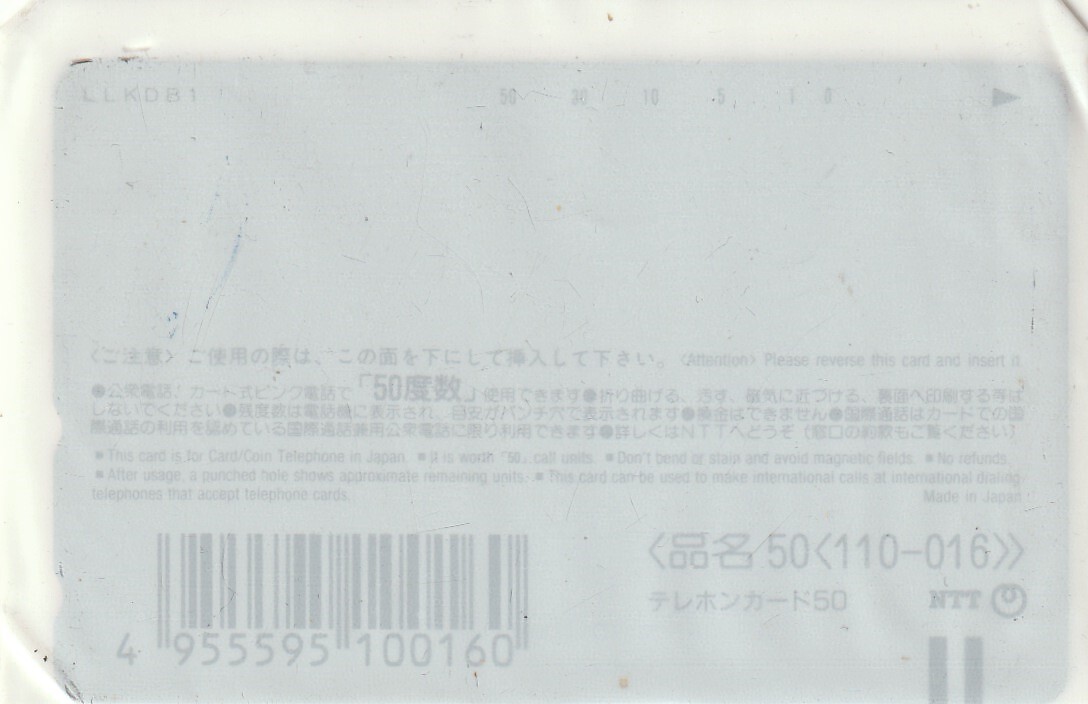 LLKDB1
50 30 10 5 1 0
〈ご注意〉ご使用の際は、この面を下にして挿入して下さい。〈Attention〉Please reverse this card and insert it.
●公衆電話、カード式ピンク電話で「50度数」使用できます●折り曲げる、汚す、磁気に近づける、裏面へ印刷する等は
しないでください●残度数は電話機に表示され、目安がパンチ穴で表示されます●換金はできません●国際通話はカードでの国
際通話の利用を認めている国際通話兼用公衆電話に限り利用できます●詳しくはNTTへどうぞ（窓口の約款もご覧ください）
■This card is for Card/Coin Telephone in Japan. ■It is worth「50」call units. ■Don't bend or stain and avoid magnetic fields. ■No refunds.
■After usage, a punched hole shows approximate remaining units. ■This card can be used to make international calls at international dialing
telephones that accept telephone cards. Made in Japan
〈品名 50〈110-016〉〉
テレホンカード50 NTT
4 955595 100160